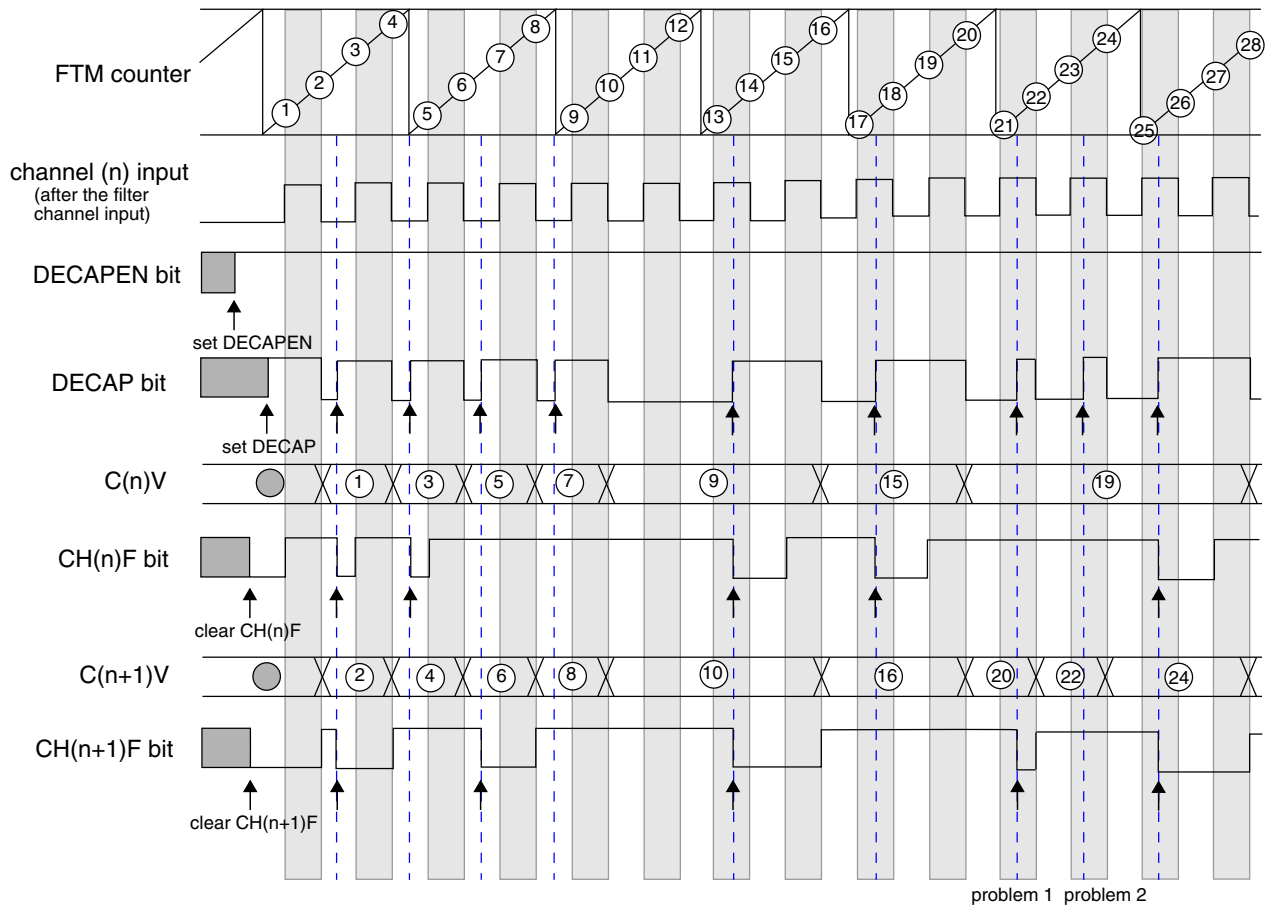 4 8 12 16 20 24 28
3 7 11 15 19 23 27
FTM counter
2 6 10 14 18 22 26
1 5 9 13 17 21 25
channel (n) input
(after the filter
channel input)
DECAPEN bit
set DECAPEN
DECAP bit
set DECAP
C(n)V 1 3 5 7 9 15 19
CH(n)F bit
clear CH(n)F
C(n+1)V 2 4 6 8 10 16 20 22 24
CH(n+1)F bit
clear CH(n+1)F
problem 1 problem 2